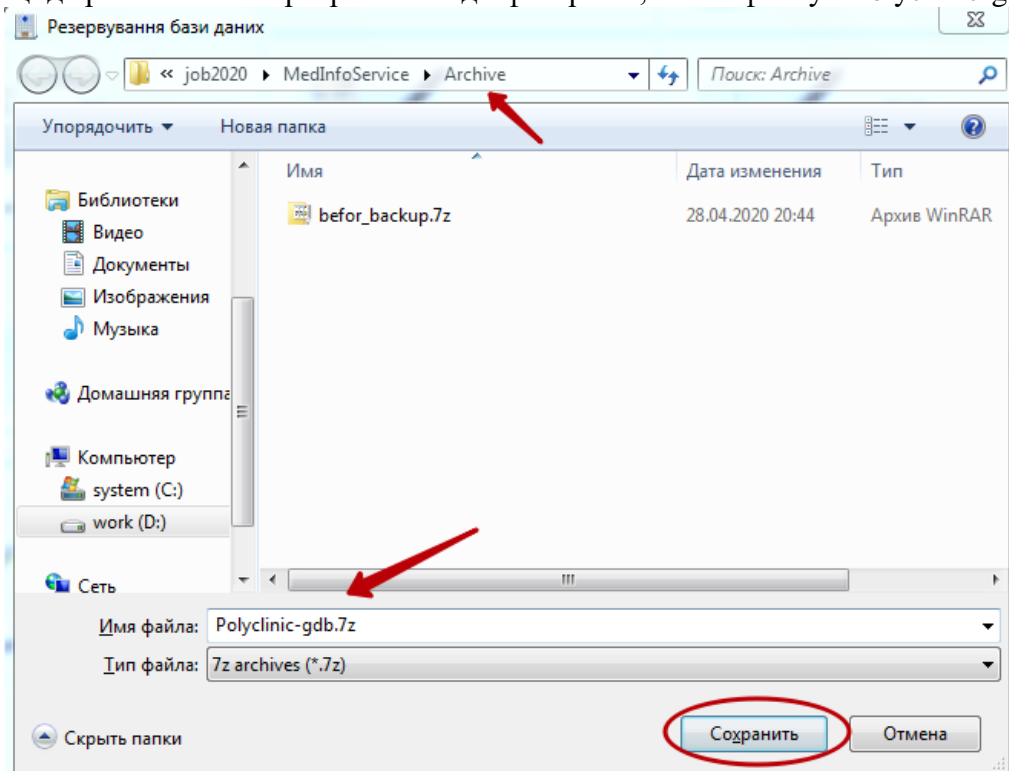 Резервування бази даних
« job2020 ▸ MedInfoService ▸ Archive
Поиск: Archive
Упорядочить
Новая папка
Имя
Дата изменения
Тип
Библиотеки
Видео
Документы
Изображения
Музыка
Домашняя группа
Компьютер
system (C:)
work (D:)
Сеть
befor_backup.7z
28.04.2020 20:44
Архив WinRAR
Имя файла: Polyclinic-gdb.7z
Тип файла: 7z archives (*.7z)
Скрыть папки
Сохранить
Отмена